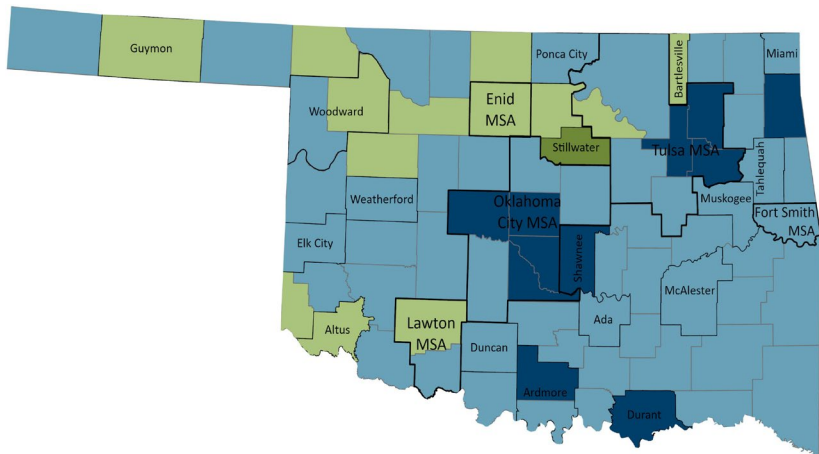 Guymon
Ponca City
Bartlesville
Miami
Woodward
Enid
MSA
Stillwater
Tulsa MSA
Tahlequah
Weatherford
Oklahoma
City MSA
Muskogee
Fort Smith
MSA
Elk City
Shawnee
McAlester
Altus
Lawton
MSA
Ada
Duncan
Ardmore
Durant